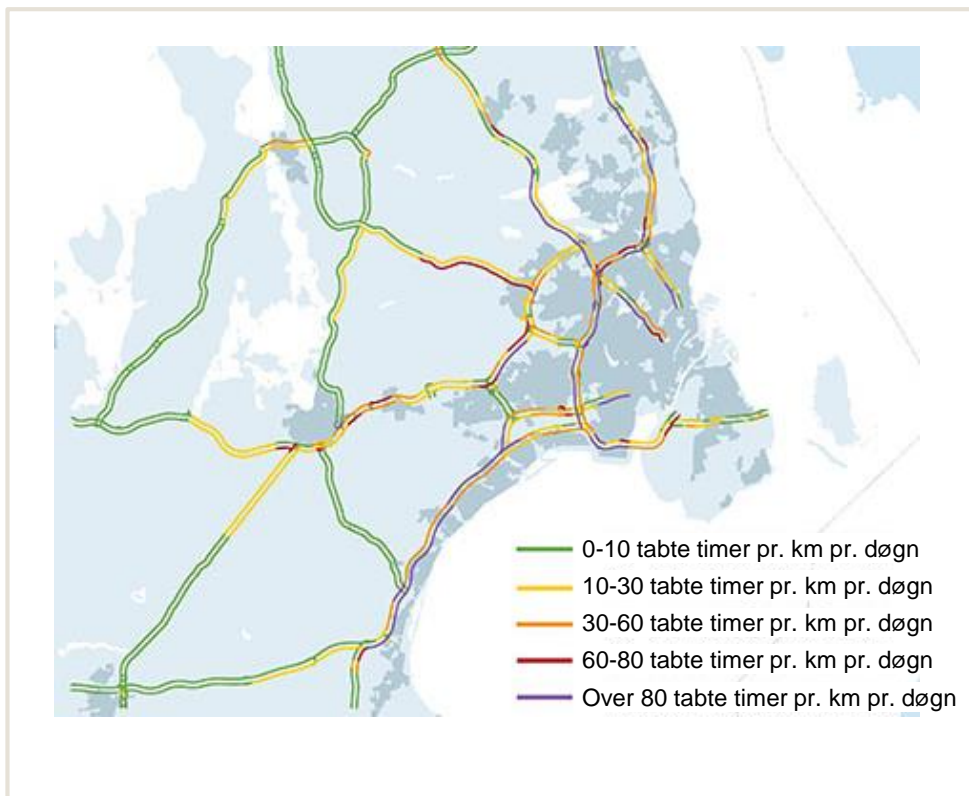 0-10 tabte timer pr. km pr. døgn
10-30 tabte timer pr. km pr. døgn
30-60 tabte timer pr. km pr. døgn
60-80 tabte timer pr. km pr. døgn
Over 80 tabte timer pr. km pr. døgn